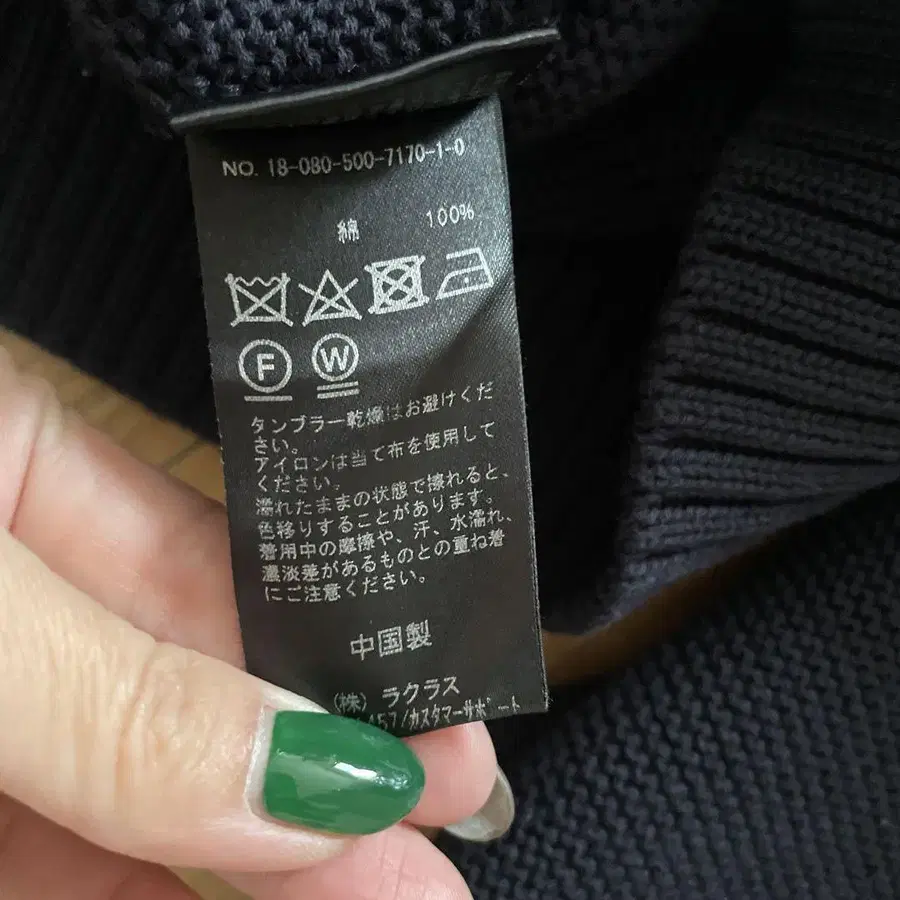 NO. 18-080-500-7170-1-0
綿 100%
F W
タンブラー乾燥はお避けくだ
さい。
アイロンは当て布を使用して
ください。
濡れたままの状態で擦れると、
色移りすることがあります。
着用中の摩擦や、汗、水濡れ、
濃淡差があるものとの重ね着
にご注意ください。
中国製
(株) ラクラス
457/カスタマーサポート